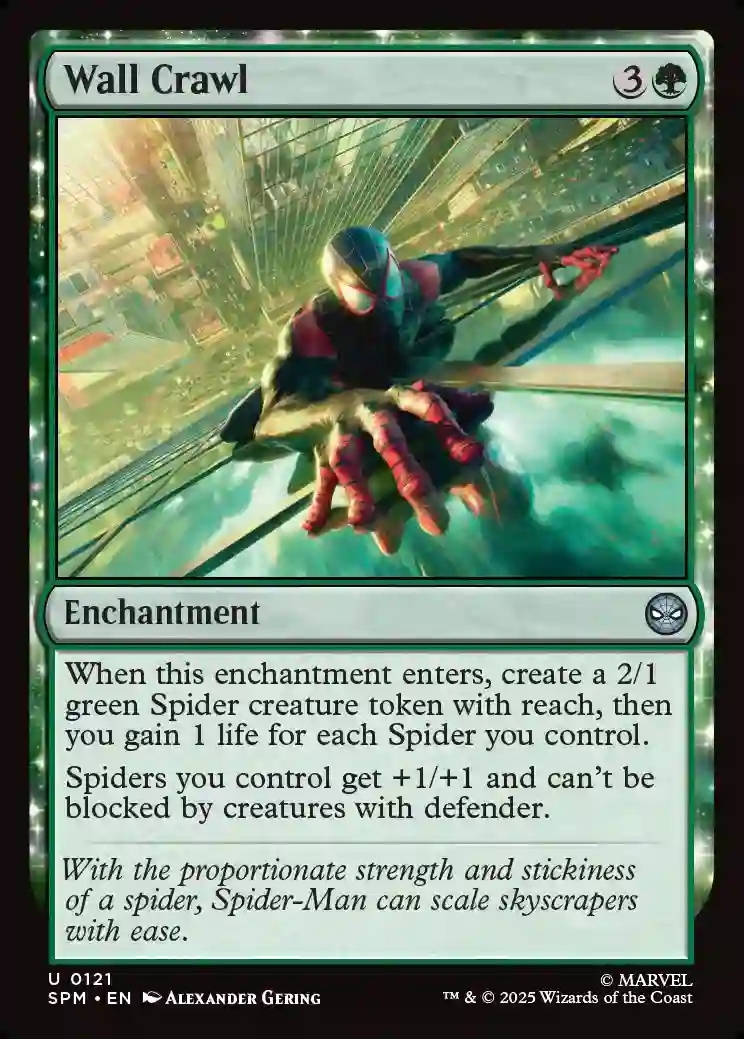 Wall Crawl 3
Enchantment
When this enchantment enters, create a 2/1
green Spider creature token with reach, then
you gain 1 life for each Spider you control.
Spiders you control get +1/+1 and can't be
blocked by creatures with defender.
With the proportionate strength and stickiness
of a spider, Spider-Man can scale skyscrapers
with ease.
U 0121
SPM • EN Alexander Gering
© MARVEL
™ & © 2025 Wizards of the Coast